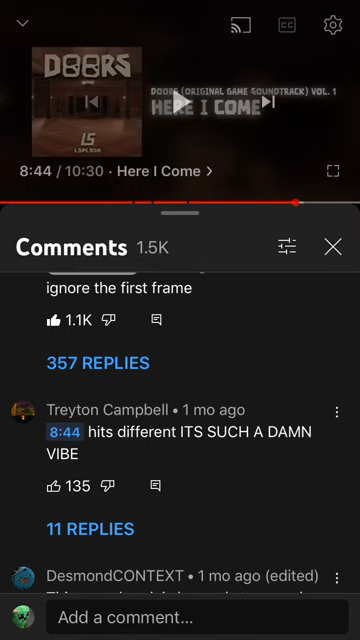 DOORS
LSPLASH
DOORS (ORIGINAL GAME SOUNDTRACK) VOL. 1
HERE I COME
CC
8:44 / 10:30 · Here I Come >
Comments 1.5K
ignore the first frame
1.1K
357 REPLIES
Treyton Campbell • 1 mo ago
8:44 hits different ITS SUCH A DAMN
VIBE
135
11 REPLIES
DesmondCONTEXT • 1 mo ago (edited)
Add a comment...